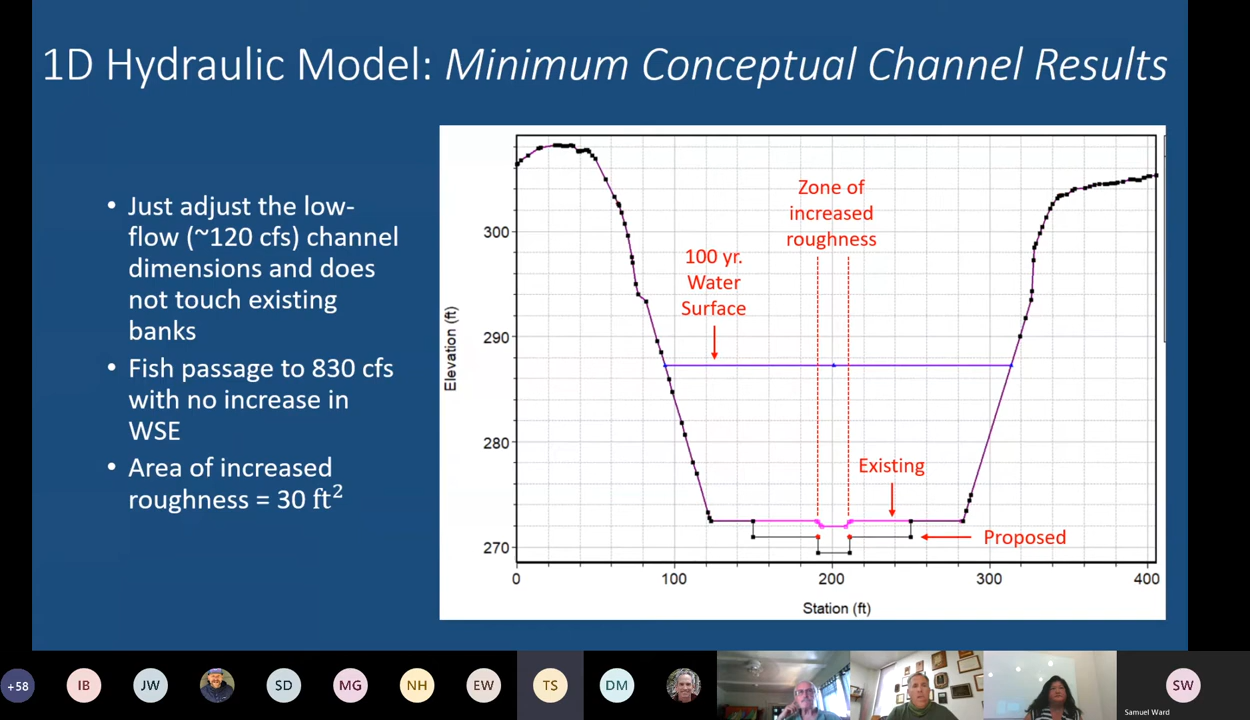 1D Hydraulic Model: Minimum Conceptual Channel Results
• Just adjust the low-
flow (~120 cfs) channel
dimensions and does
not touch existing
banks
• Fish passage to 830 cfs
with no increase in
WSE
• Area of increased
roughness = 30 ft²
Zone of
increased
roughness
100 yr.
Water
Surface
Existing
Proposed
Elevation (ft)
300
290
280
270
0
100
200
300
400
Station (ft)
+58
IB
JW
SD
MG
NH
EW
TS
DM
SW
Samuel Ward